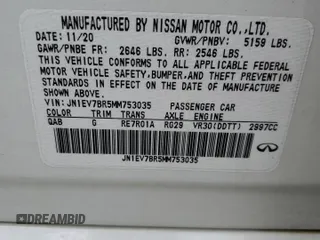 MANUFACTURED BY NISSAN MOTOR CO.,LTD.
DATE: 11/20 GVWR/PNBV: 5159 LBS.
GAWR/PNBE FR: 2646 LBS. RR: 2546 LBS.
THIS VEHICLE CONFORMS TO ALL APPLICABLE FEDERAL
MOTOR VEHICLE SAFETY,BUMPER,AND THEFT PREVENTION
STANDARDS IN EFFECT ON THE DATE OF MANUFACTURE
SHOWN ABOVE.
VIN: JN1EV7BR5MM753035 PASSENGER CAR
COLOR TRIM TRANS AXLE ENGINE
QAB G RE7R01A RG29 VR30(DDTT) 2997CC
JN1EV7BR5MM753035
DREAMBID